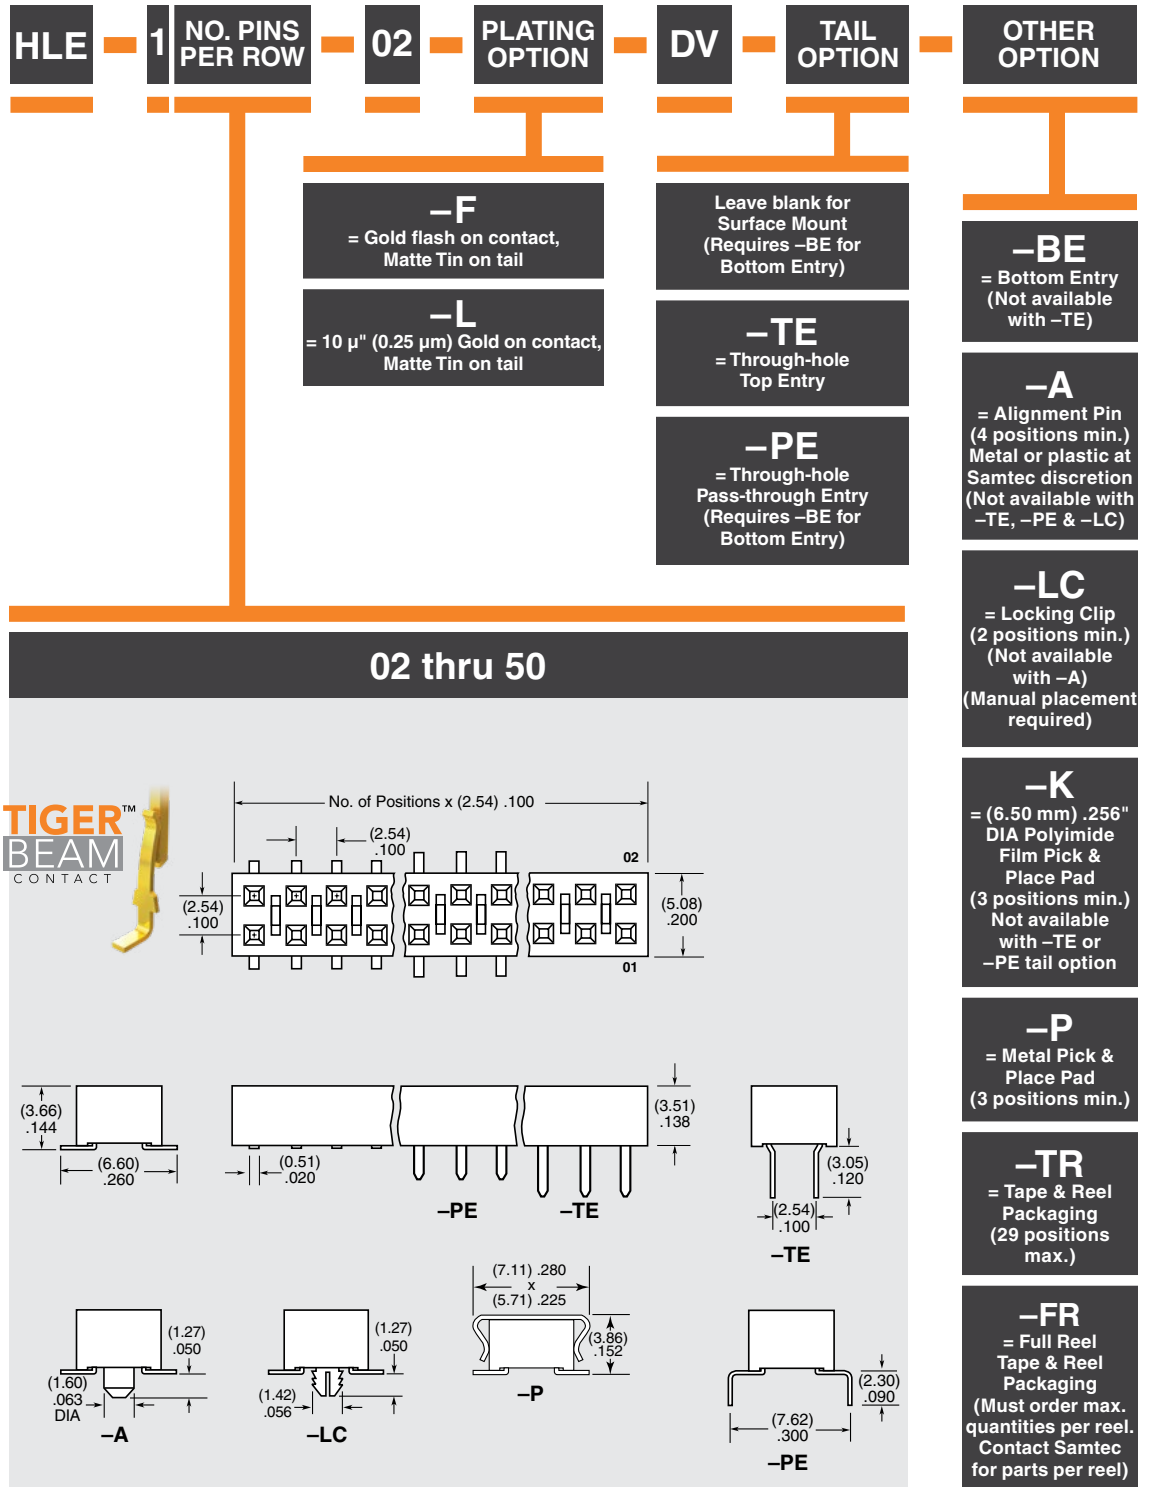 HLE
1
NO. PINS
PER ROW
02
PLATING
OPTION
DV
TAIL
OPTION
OTHER
OPTION
–F
= Gold flash on contact,
Matte Tin on tail
–L
= 10 µ" (0.25 µm) Gold on contact,
Matte Tin on tail
Leave blank for
Surface Mount
(Requires –BE for
Bottom Entry)
–TE
= Through-hole
Top Entry
–PE
= Through-hole
Pass-through Entry
(Requires –BE for
Bottom Entry)
–BE
= Bottom Entry
(Not available
with –TE)
–A
= Alignment Pin
(4 positions min.)
Metal or plastic at
Samtec discretion
(Not available with
–TE, –PE & –LC)
–LC
= Locking Clip
(2 positions min.)
(Not available
with –A)
(Manual placement
required)
–K
= (6.50 mm) .256"
DIA Polyimide
Film Pick &
Place Pad
(3 positions min.)
Not available
with –TE or
–PE tail option
–P
= Metal Pick &
Place Pad
(3 positions min.)
–TR
= Tape & Reel
Packaging
(29 positions
max.)
–FR
= Full Reel
Tape & Reel
Packaging
(Must order max.
quantities per reel.
Contact Samtec
for parts per reel)
02 thru 50
TIGER™
BEAM
CONTACT
No. of Positions x (2.54) .100
(2.54)
.100
02
(2.54)
.100
(5.08)
.200
01
(3.66)
.144
(6.60)
.260
(0.51)
.020
–PE
–TE
(3.51)
.138
(3.05)
.120
(2.54)
.100
–TE
(1.27)
.050
(1.60)
.063
DIA
–A
(1.27)
.050
(1.42)
.056
–LC
(7.11) .280
x
(5.71) .225
(3.86)
.152
–P
(2.30)
.090
(7.62)
.300
–PE